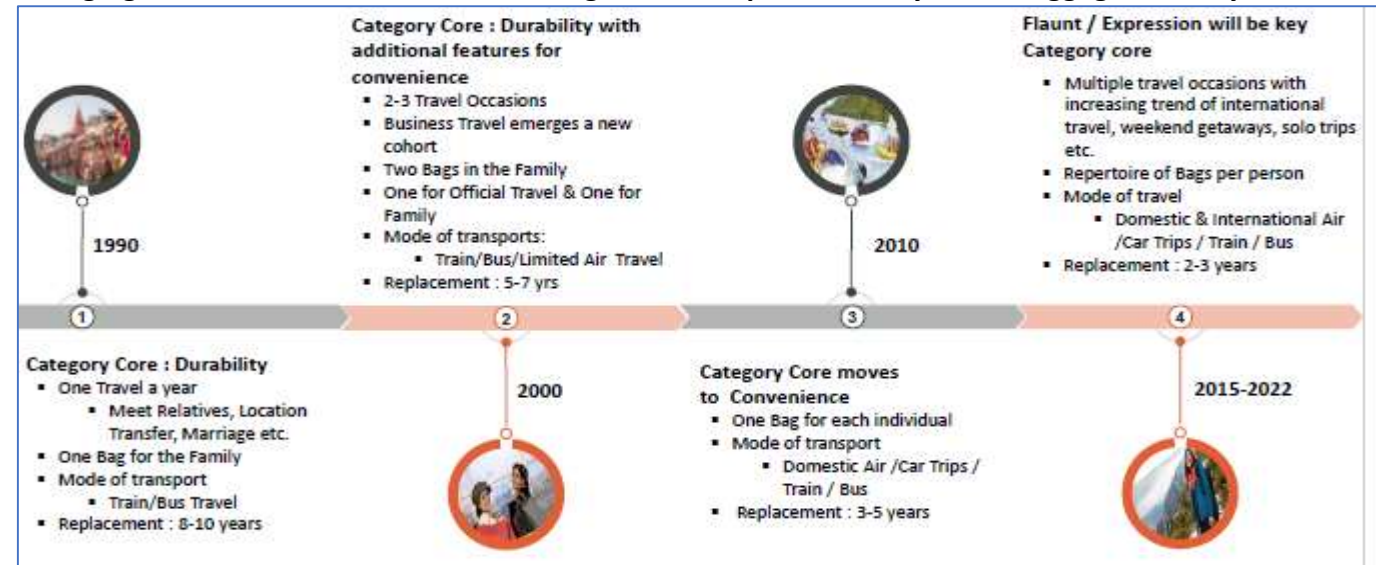 1990
1
Category Core : Durability
▪ One Travel a year
▪ Meet Relatives, Location
Transfer, Marriage etc.
▪ One Bag for the Family
▪ Mode of transport
▪ Train/Bus Travel
▪ Replacement : 8-10 years
Category Core : Durability with
additional features for
convenience
▪ 2-3 Travel Occasions
▪ Business Travel emerges a new
cohort
▪ Two Bags in the Family
▪ One for Official Travel & One for
Family
▪ Mode of transports:
▪ Train/Bus/Limited Air Travel
▪ Replacement : 5-7 yrs
2
2000
2010
3
Category Core moves
to Convenience
▪ One Bag for each individual
▪ Mode of transport
▪ Domestic Air /Car Trips /
Train / Bus
▪ Replacement : 3-5 years
Flaunt / Expression will be key
Category core
▪ Multiple travel occasions with
increasing trend of international
travel, weekend getaways, solo trips
etc.
▪ Repertoire of Bags per person
▪ Mode of travel
▪ Domestic & International Air
/Car Trips / Train / Bus
▪ Replacement : 2-3 years
4
2015-2022